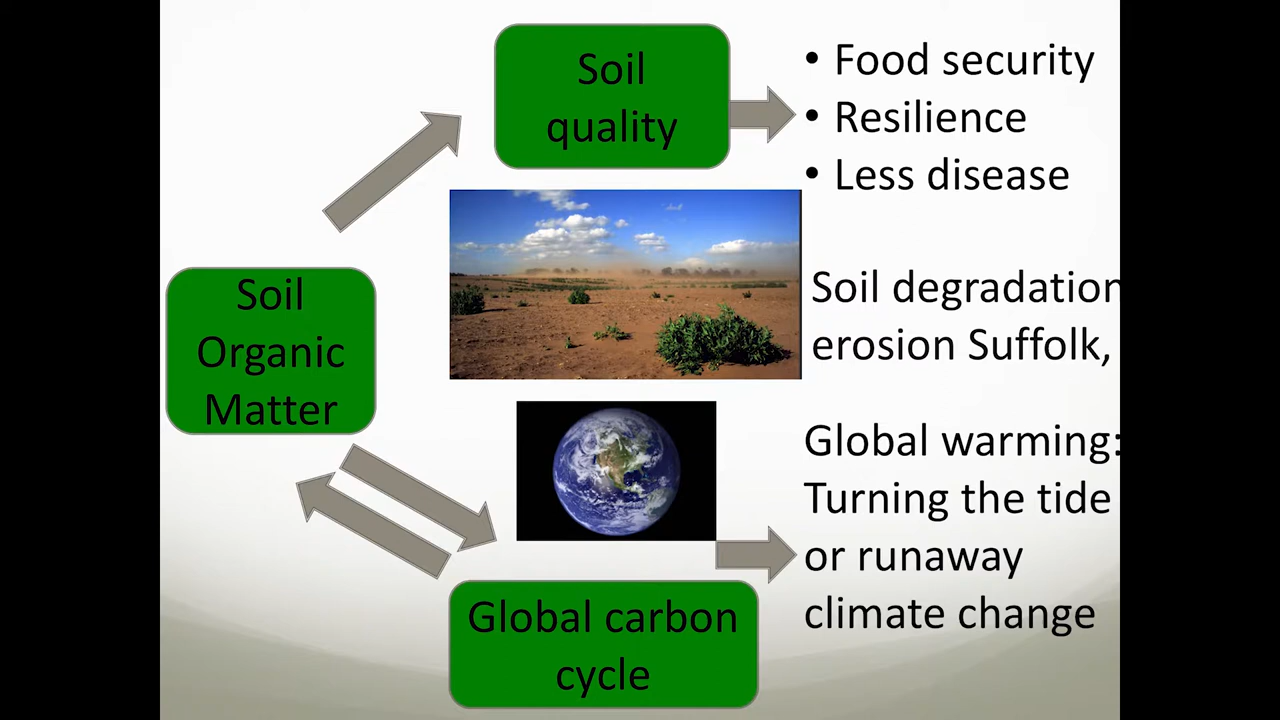 Soil
quality
• Food security
• Resilience
• Less disease
Soil
Organic
Matter
Soil degradation
erosion Suffolk,
Global warming:
Turning the tide
or runaway
climate change
Global carbon
cycle